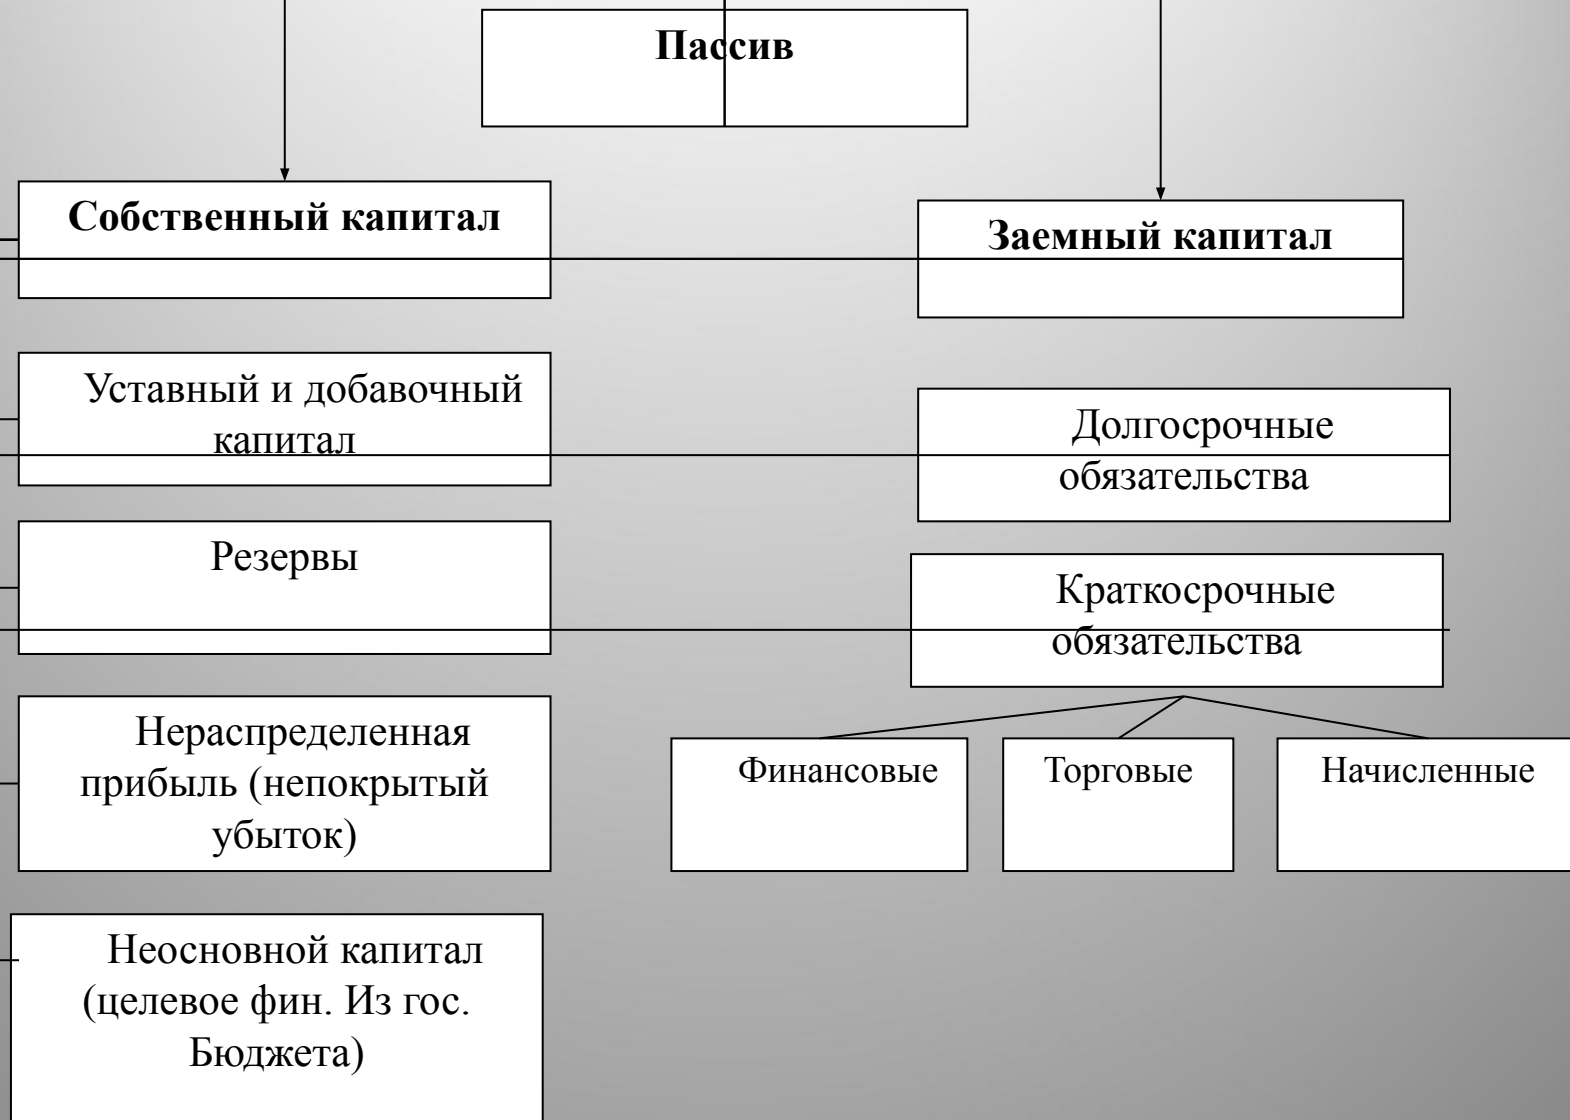 Пассив
Собственный капитал
Заемный капитал
Уставный и добавочный
капитал
Долгосрочные
обязательства
Резервы
Краткосрочные
обязательства
Нераспределенная
прибыль (непокрытый
убыток)
Финансовые
Торговые
Начисленные
Неосновной капитал
(целевое фин. Из гос.
Бюджета)